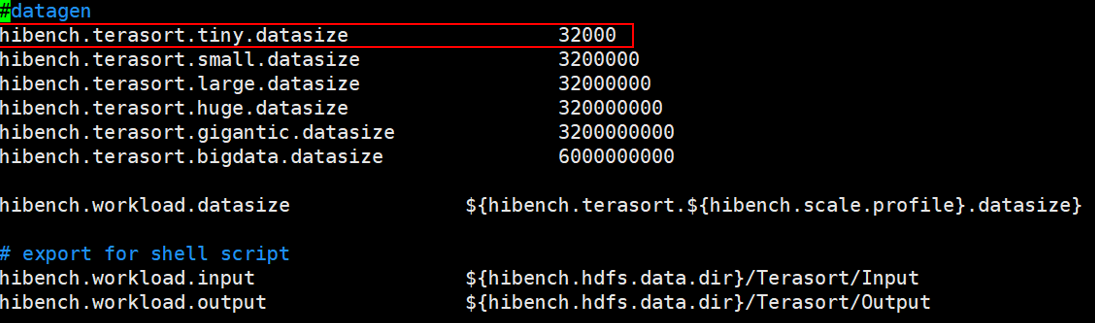 #datagen
hibench.terasort.tiny.datasize 32000
hibench.terasort.small.datasize 3200000
hibench.terasort.large.datasize 32000000
hibench.terasort.huge.datasize 320000000
hibench.terasort.gigantic.datasize 3200000000
hibench.terasort.bigdata.datasize 6000000000
hibench.workload.datasize ${hibench.terasort.${hibench.scale.profile}.datasize}
# export for shell script
hibench.workload.input ${hibench.hdfs.data.dir}/Terasort/Input
hibench.workload.output ${hibench.hdfs.data.dir}/Terasort/Output